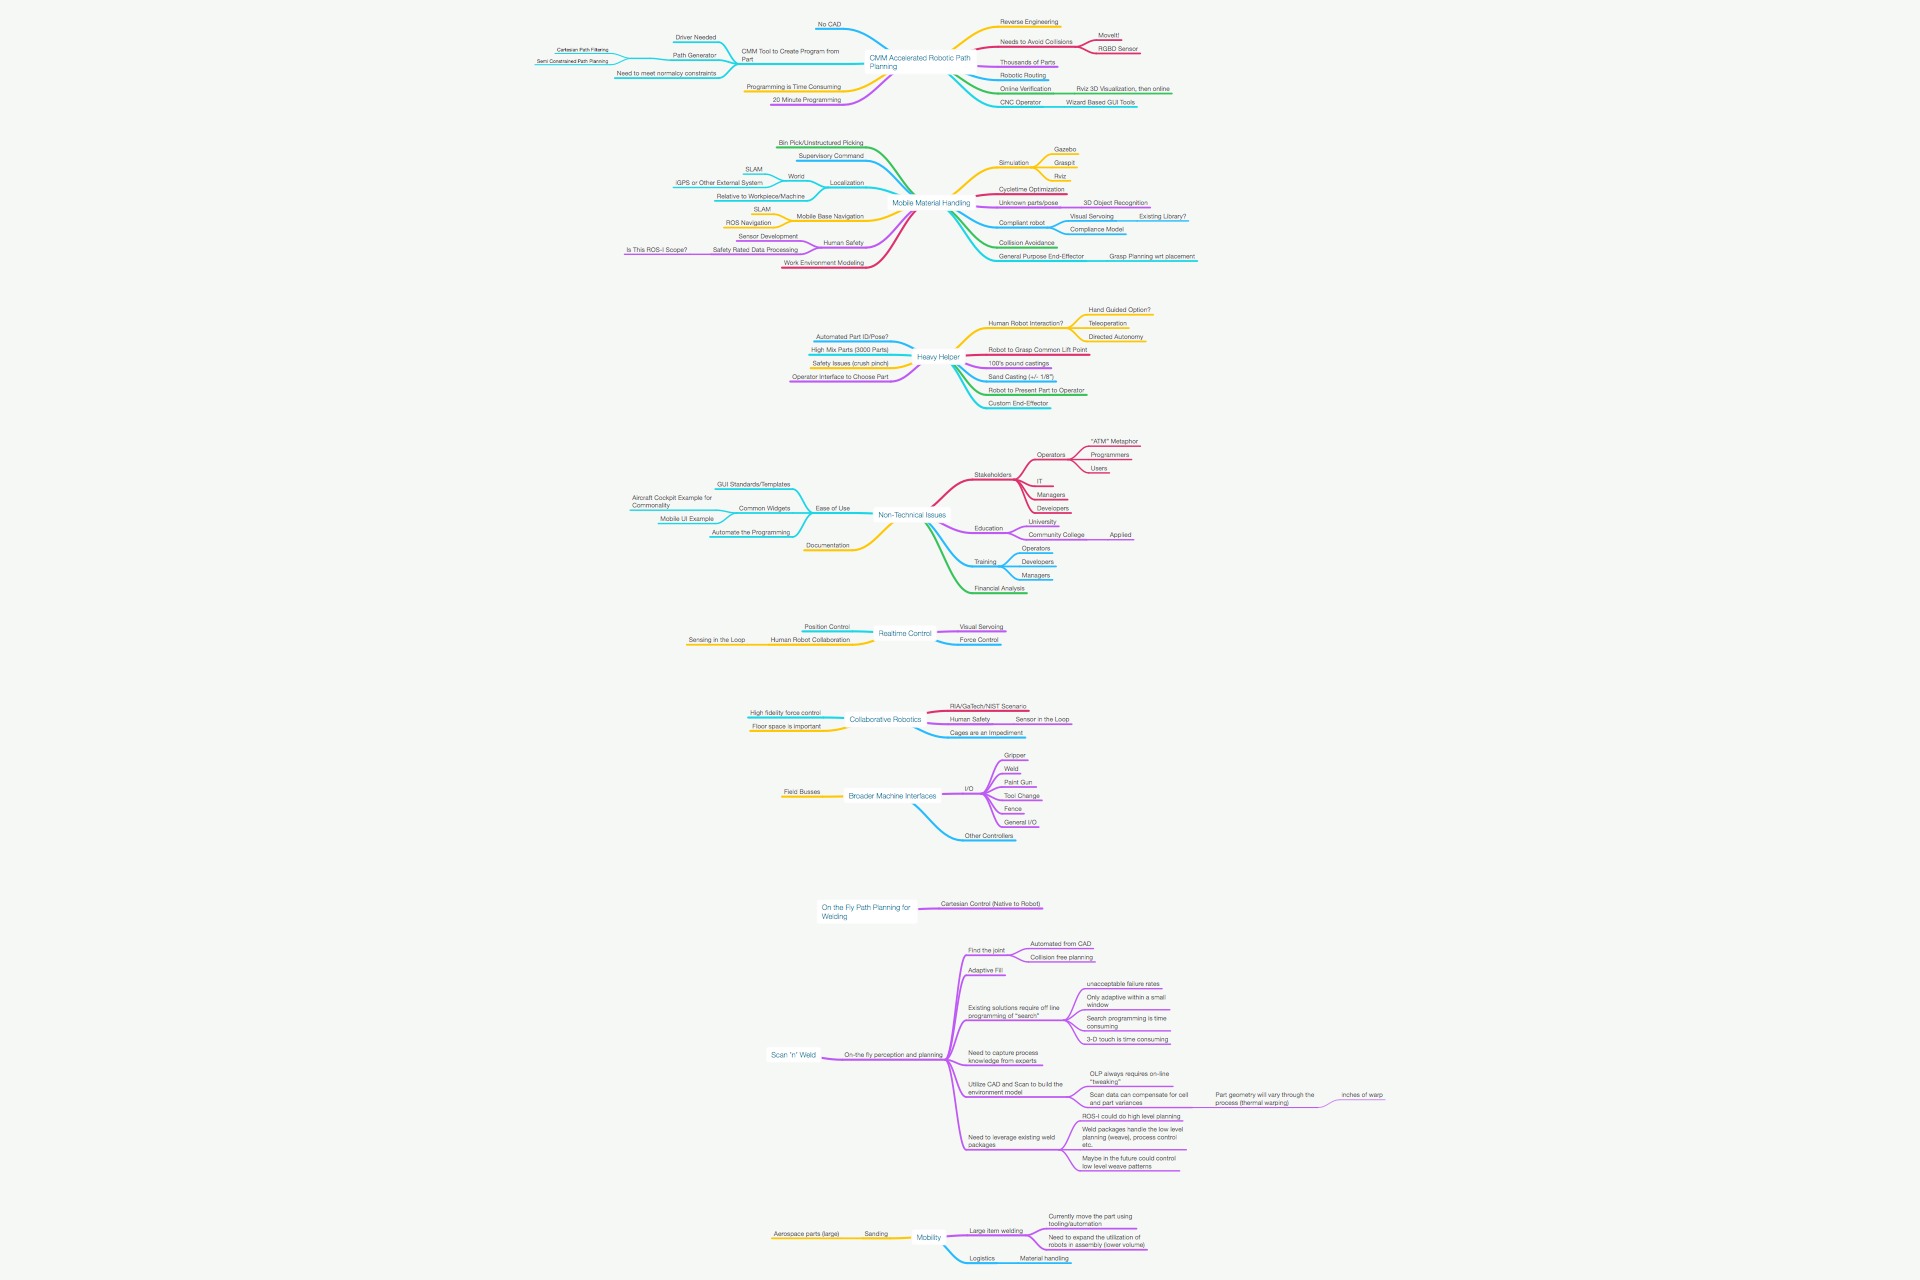 No CAD
Driver Needed
Cartesian Path Filtering
Semi Constrained Path Planning
Path Generator
Need to meet normalcy constraints
CMM Tool to Create Program from
Part
Programming is Time Consuming
20 Minute Programming
CMM Accelerated Robotic Path
Planning
Reverse Engineering
Needs to Avoid Collisions
MoveIt!
RGBD Sensor
Thousands of Parts
Robotic Routing
Online Verification
Rviz 3D Visualization, then online
CNC Operator
Wizard Based GUI Tools
Bin Pick/Unstructured Picking
Supervisory Command
SLAM
iGPS or Other External System
World
Relative to Workpiece/Machine
Localization
SLAM
ROS Navigation
Mobile Base Navigation
Sensor Development
Is This ROS-I Scope?
Safety Rated Data Processing
Human Safety
Work Environment Modeling
Mobile Material Handling
Simulation
Gazebo
Graspit
Rviz
Cycletime Optimization
Unknown parts/pose
3D Object Recognition
Compliant robot
Visual Servoing
Existing Library?
Compliance Model
Collision Avoidance
General Purpose End-Effector
Grasp Planning wrt placement
Automated Part ID/Pose?
High Mix Parts (3000 Parts)
Safety Issues (crush pinch)
Operator Interface to Choose Part
Heavy Helper
Human Robot Interaction?
Hand Guided Option?
Teleoperation
Directed Autonomy
Robot to Grasp Common Lift Point
100's pound castings
Sand Casting (+/- 1/8")
Robot to Present Part to Operator
Custom End-Effector
GUI Standards/Templates
Aircraft Cockpit Example for
Commonality
Mobile UI Example
Common Widgets
Automate the Programming
Ease of Use
Documentation
Non-Technical Issues
Stakeholders
Operators
"ATM" Metaphor
Programmers
Users
IT
Managers
Developers
Education
University
Community College
Applied
Training
Operators
Developers
Managers
Financial Analysis
Position Control
Sensing in the Loop
Human Robot Collaboration
Realtime Control
Visual Servoing
Force Control
High fidelity force control
Floor space is important
Collaborative Robotics
RIA/GaTech/NIST Scenario
Human Safety
Sensor in the Loop
Cages are an Impediment
Field Busses
Broader Machine Interfaces
I/O
Gripper
Weld
Paint Gun
Tool Change
Fence
General I/O
Other Controllers
On the Fly Path Planning for
Welding
Cartesian Control (Native to Robot)
Scan 'n' Weld
On-the fly perception and planning
Find the joint
Automated from CAD
Collision free planning
Adaptive Fill
Existing solutions require off line
programming of "search"
unacceptable failure rates
Only adaptive within a small
window
Search programming is time
consuming
3-D touch is time consuming
Need to capture process
knowledge from experts
Utilize CAD and Scan to build the
environment model
OLP always requires on-line
"tweaking"
Scan data can compensate for cell
and part variances
Part geometry will vary through the
process (thermal warping)
inches of warp
Need to leverage existing weld
packages
ROS-I could do high level planning
Weld packages handle the low level
planning (weave), process control
etc.
Maybe in the future could control
low level weave patterns
Aerospace parts (large)
Sanding
Mobility
Large item welding
Currently move the part using
tooling/automation
Need to expand the utilization of
robots in assembly (lower volume)
Logistics
Material handling